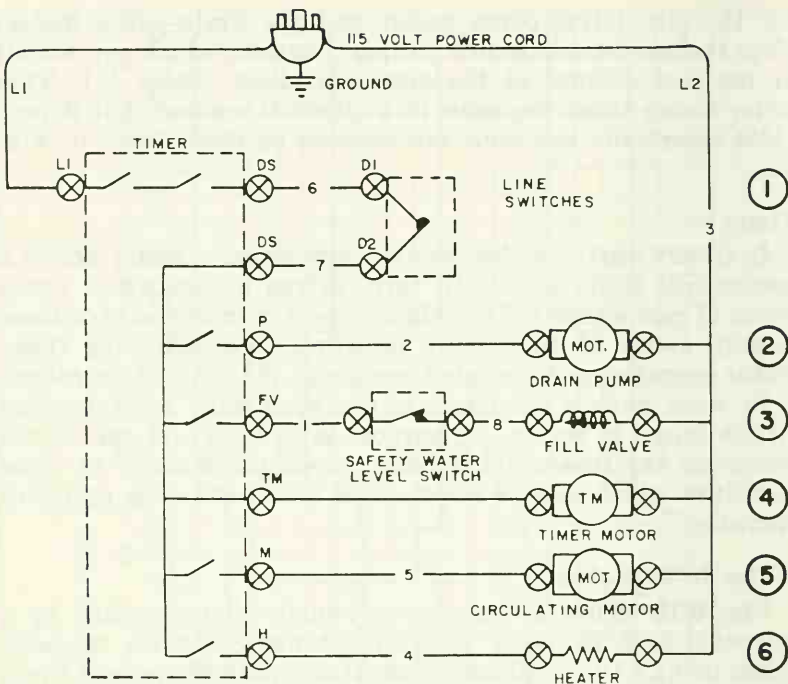 115 VOLT POWER CORD
GROUND
L1
L2
TIMER
L1
DS
6
D1
LINE
SWITCHES
1
DS
7
D2
3
P
2
MOT.
DRAIN PUMP
2
FV
1
8
SAFETY WATER
LEVEL SWITCH
FILL VALVE
3
TM
TM
TIMER MOTOR
4
M
5
MOT
CIRCULATING MOTOR
5
H
4
HEATER
6